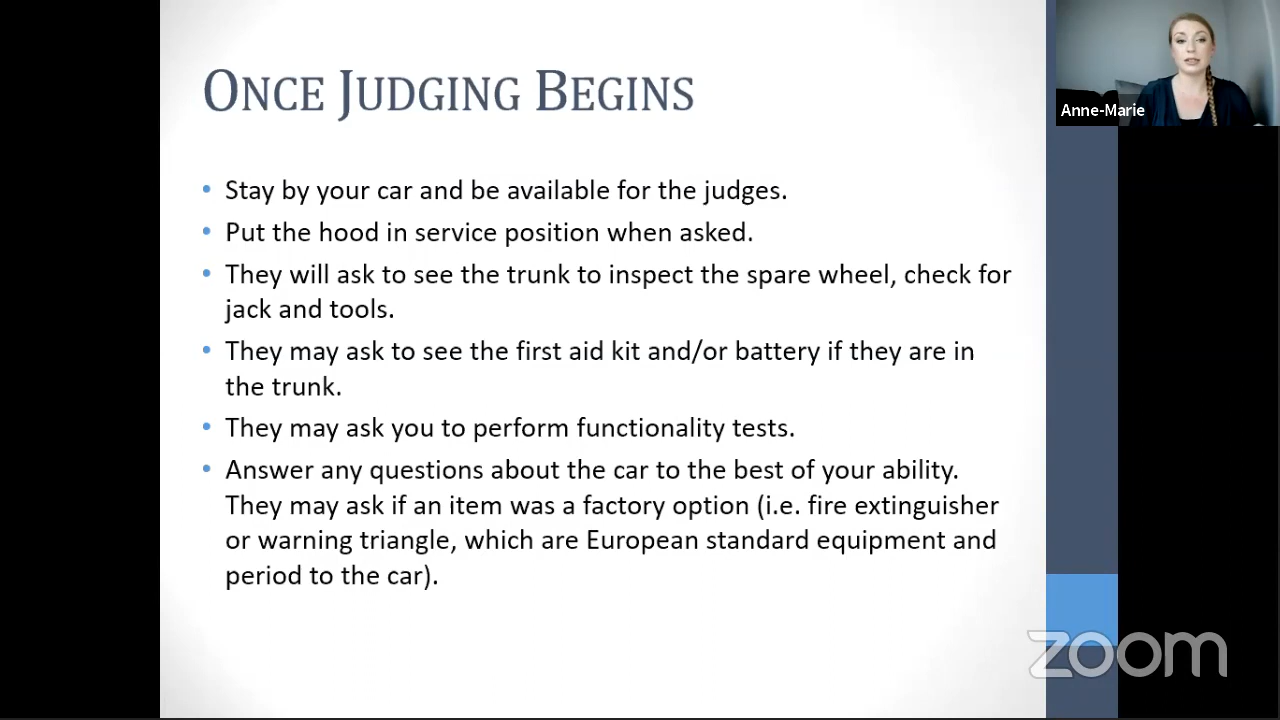 ONCE JUDGING BEGINS
Anne-Marie
• Stay by your car and be available for the judges.
• Put the hood in service position when asked.
• They will ask to see the trunk to inspect the spare wheel, check for
jack and tools.
• They may ask to see the first aid kit and/or battery if they are in
the trunk.
• They may ask you to perform functionality tests.
• Answer any questions about the car to the best of your ability.
They may ask if an item was a factory option (i.e. fire extinguisher
or warning triangle, which are European standard equipment and
period to the car).
zoom